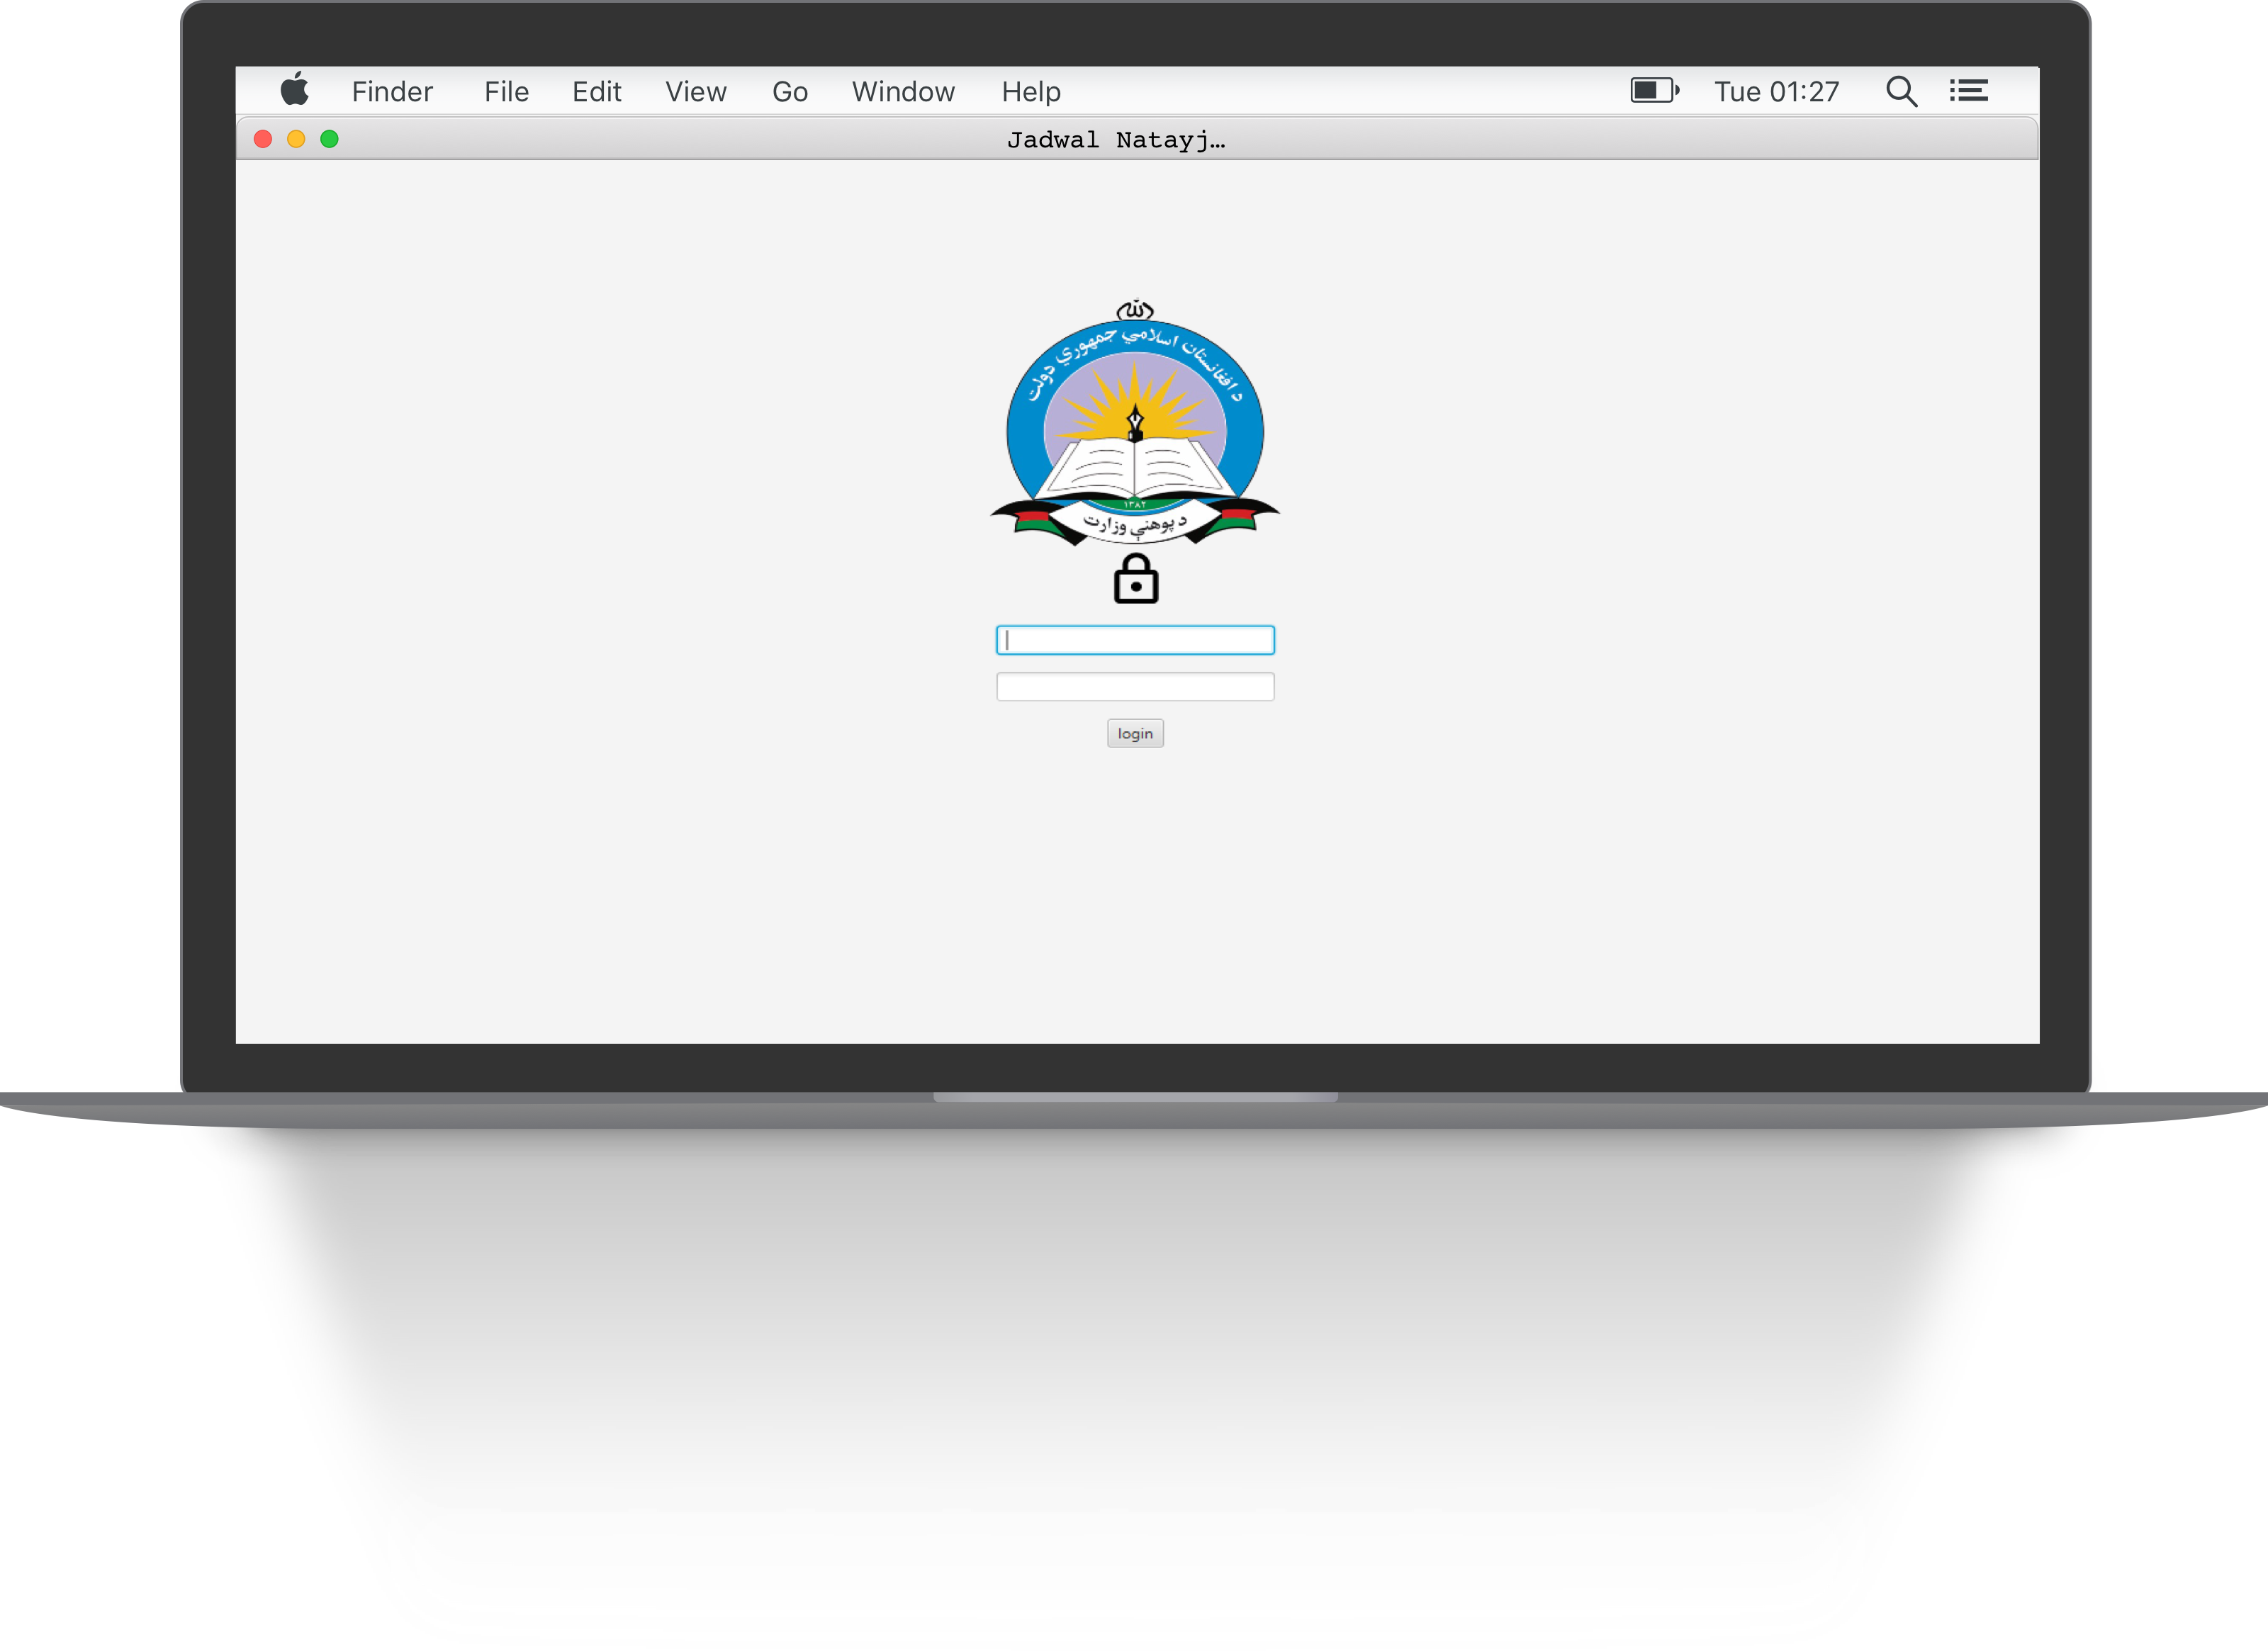 Finder File Edit View Go Window Help Tue 01:27
Jadwal Natayj…
الله
د افغانستان اسلامي جمهوري دولت
١٣٨٢
د پوهنې وزارت
login